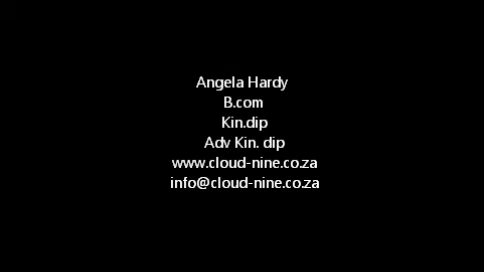 Angela Hardy
B.com
Kin.dip
Adv Kin. dip
www.cloud-nine.co.za
info@cloud-nine.co.za